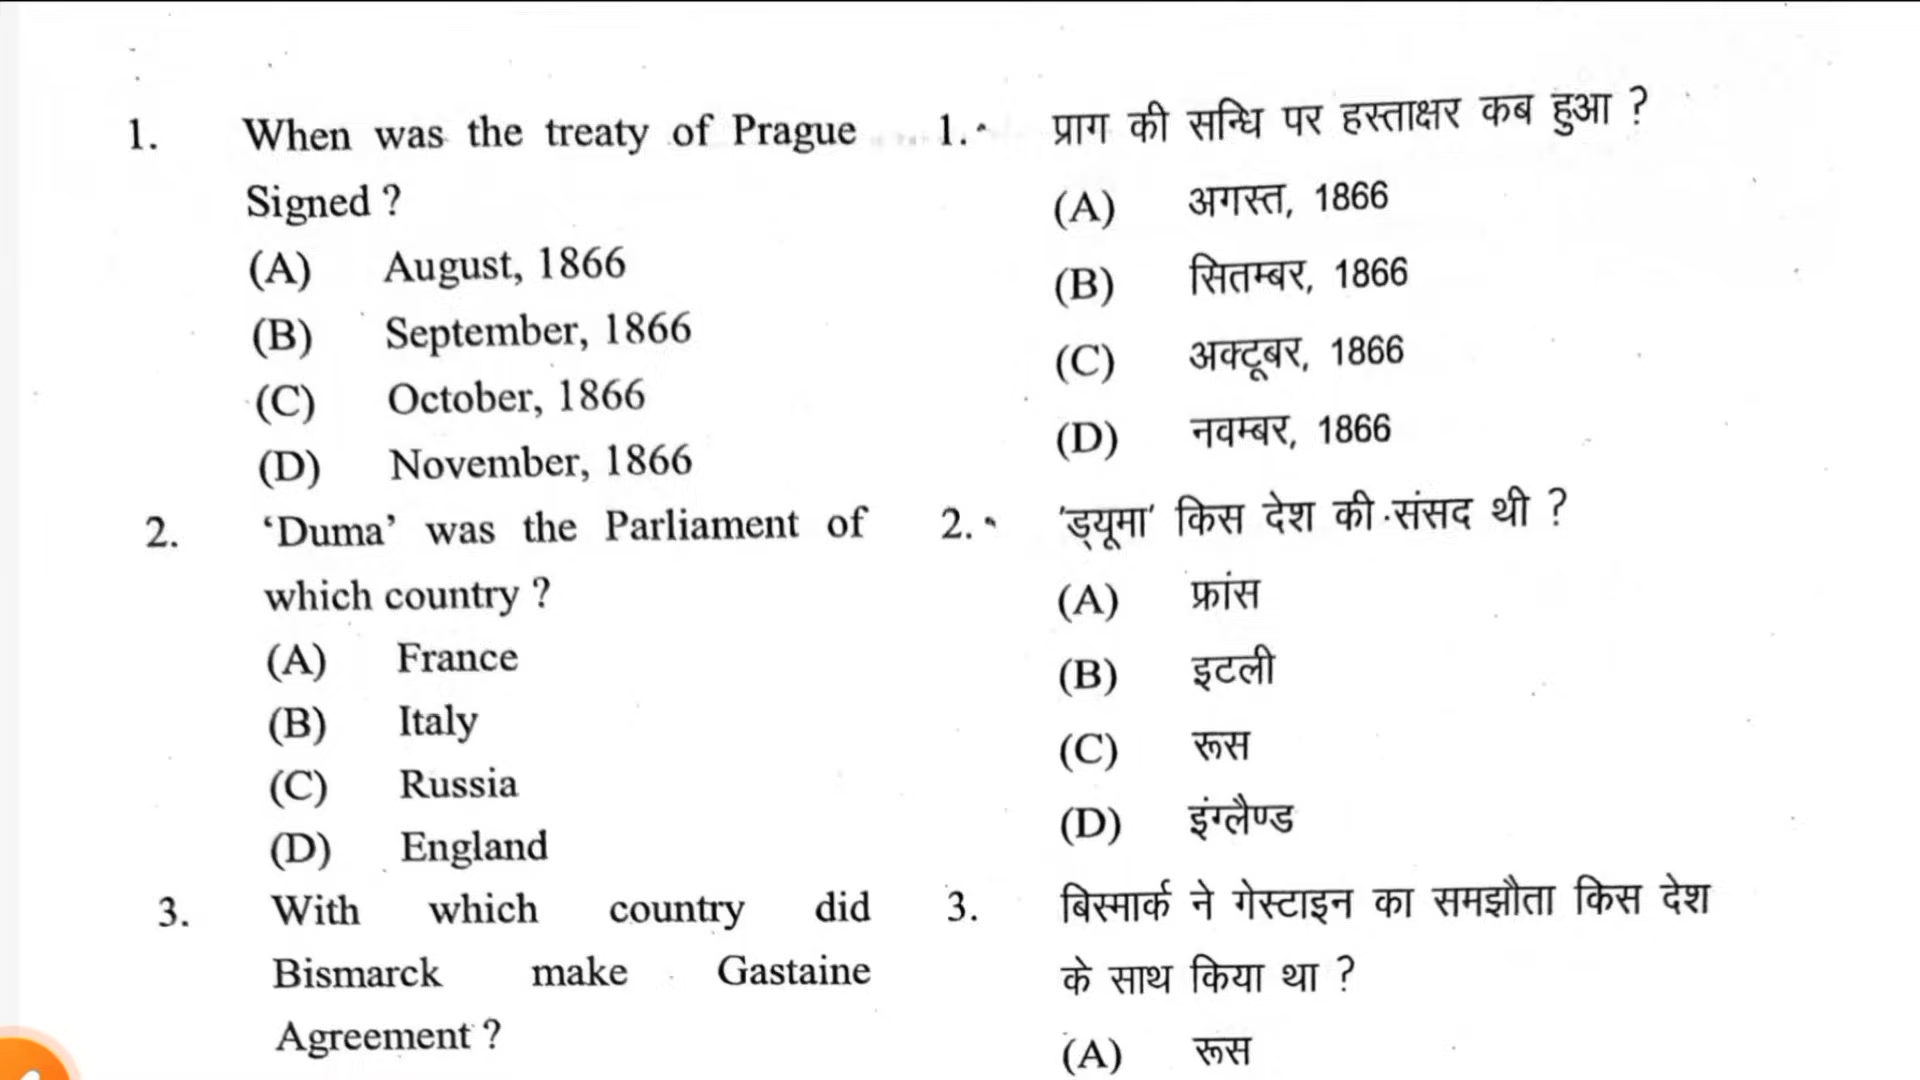 1. When was the treaty of Prague
Signed ?
(A) August, 1866
(B) September, 1866
(C) October, 1866
(D) November, 1866
2. ‘Duma’ was the Parliament of
which country ?
(A) France
(B) Italy
(C) Russia
(D) England
3. With which country did
Bismarck make Gastaine
Agreement ?
1. प्राग की सन्धि पर हस्ताक्षर कब हुआ ?
(A) अगस्त, 1866
(B) सितम्बर, 1866
(C) अक्टूबर, 1866
(D) नवम्बर, 1866
2. ‘ड्यूमा’ किस देश की संसद थी ?
(A) फ्रांस
(B) इटली
(C) रूस
(D) इंग्लैण्ड
3. बिस्मार्क ने गेस्टाइन का समझौता किस देश
के साथ किया था ?
(A) रूस